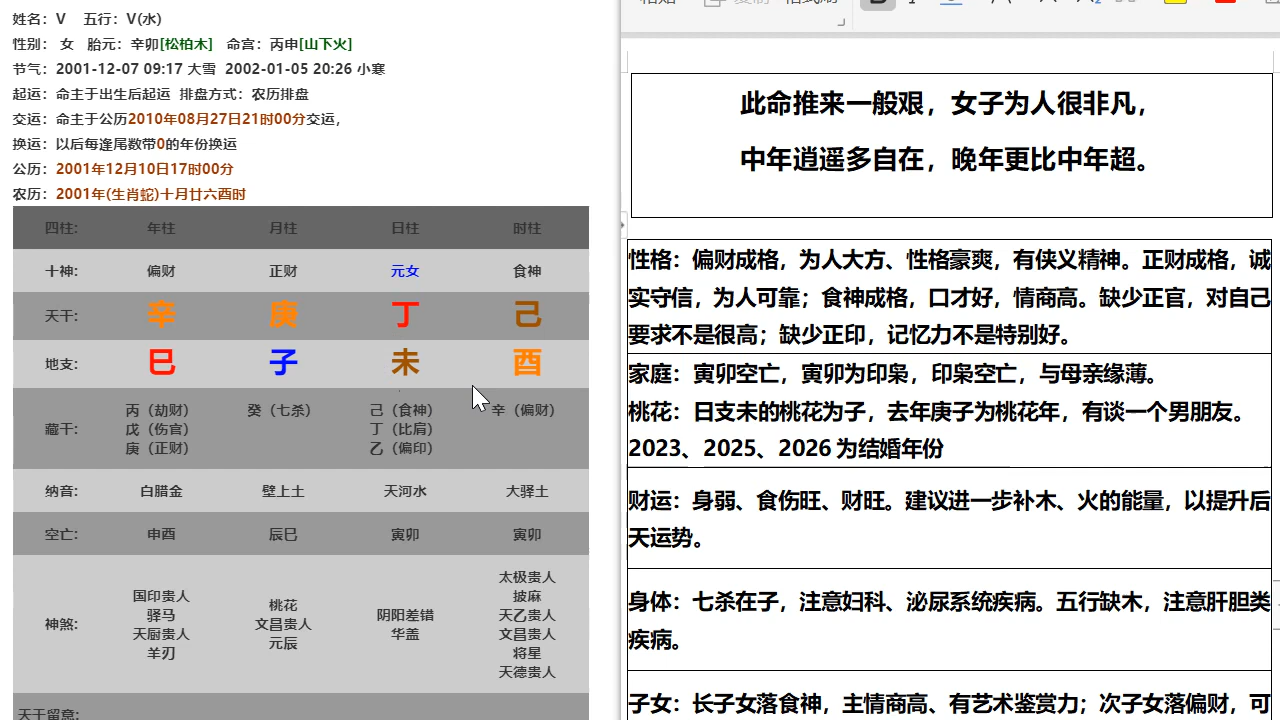 姓名：V 五行：V(水)
性别： 女 胎元：辛卯[松柏木] 命宫：丙申[山下火]
节气：2001-12-07 09:17 大雪 2002-01-05 20:26 小寒
起运：命主于出生后起运 排盘方式：农历排盘
交运：命主于公历2010年08月27日21时00分交运，
换运：以后每逢尾数带0的年份换运
公历：2001年12月10日17时00分
农历：2001年(生肖蛇)十月廿六酉时
四柱： 年柱 月柱 日柱 时柱
十神： 偏财 正财 元女 食神
天干： 辛 庚 丁 己
地支： 巳 子 未 酉
藏干： 丙（劫财） 癸（七杀） 己（食神） 辛（偏财）
戊（伤官） 丁（比肩）
庚（正财） 乙（偏印）
纳音： 白腊金 壁上土 天河水 大驿土
空亡： 申酉 辰巳 寅卯 寅卯
神煞： 国印贵人 桃花 阴阳差错 太极贵人
驿马 文昌贵人 华盖 披麻
天厨贵人 元辰 天乙贵人
羊刃 文昌贵人
将星
天德贵人
天干留意：
此命推来一般艰，女子为人很非凡，
中年逍遥多自在，晚年更比中年超。
性格：偏财成格，为人大方、性格豪爽，有侠义精神。正财成格，诚
实守信，为人可靠；食神成格，口才好，情商高。缺少正官，对自己
要求不是很高；缺少正印，记忆力不是特别好。
家庭：寅卯空亡，寅卯为印枭，印枭空亡，与母亲缘薄。
桃花：日支未的桃花为子，去年庚子为桃花年，有谈一个男朋友。
2023、2025、2026 为结婚年份
财运：身弱、食伤旺、财旺。建议进一步补木、火的能量，以提升后
天运势。
身体：七杀在子，注意妇科、泌尿系统疾病。五行缺木，注意肝胆类
疾病。
子女：长子女落食神，主情商高、有艺术鉴赏力；次子女落偏财，可